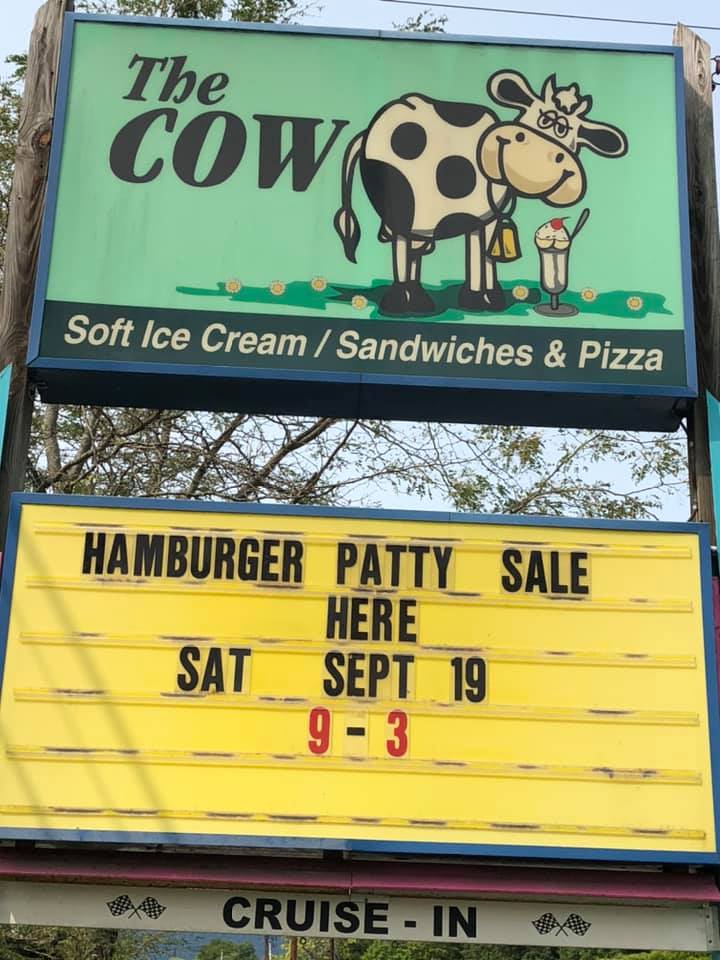 The
COW
Soft Ice Cream / Sandwiches & Pizza
HAMBURGER PATTY SALE
HERE
SAT SEPT 19
9 - 3
CRUISE - IN